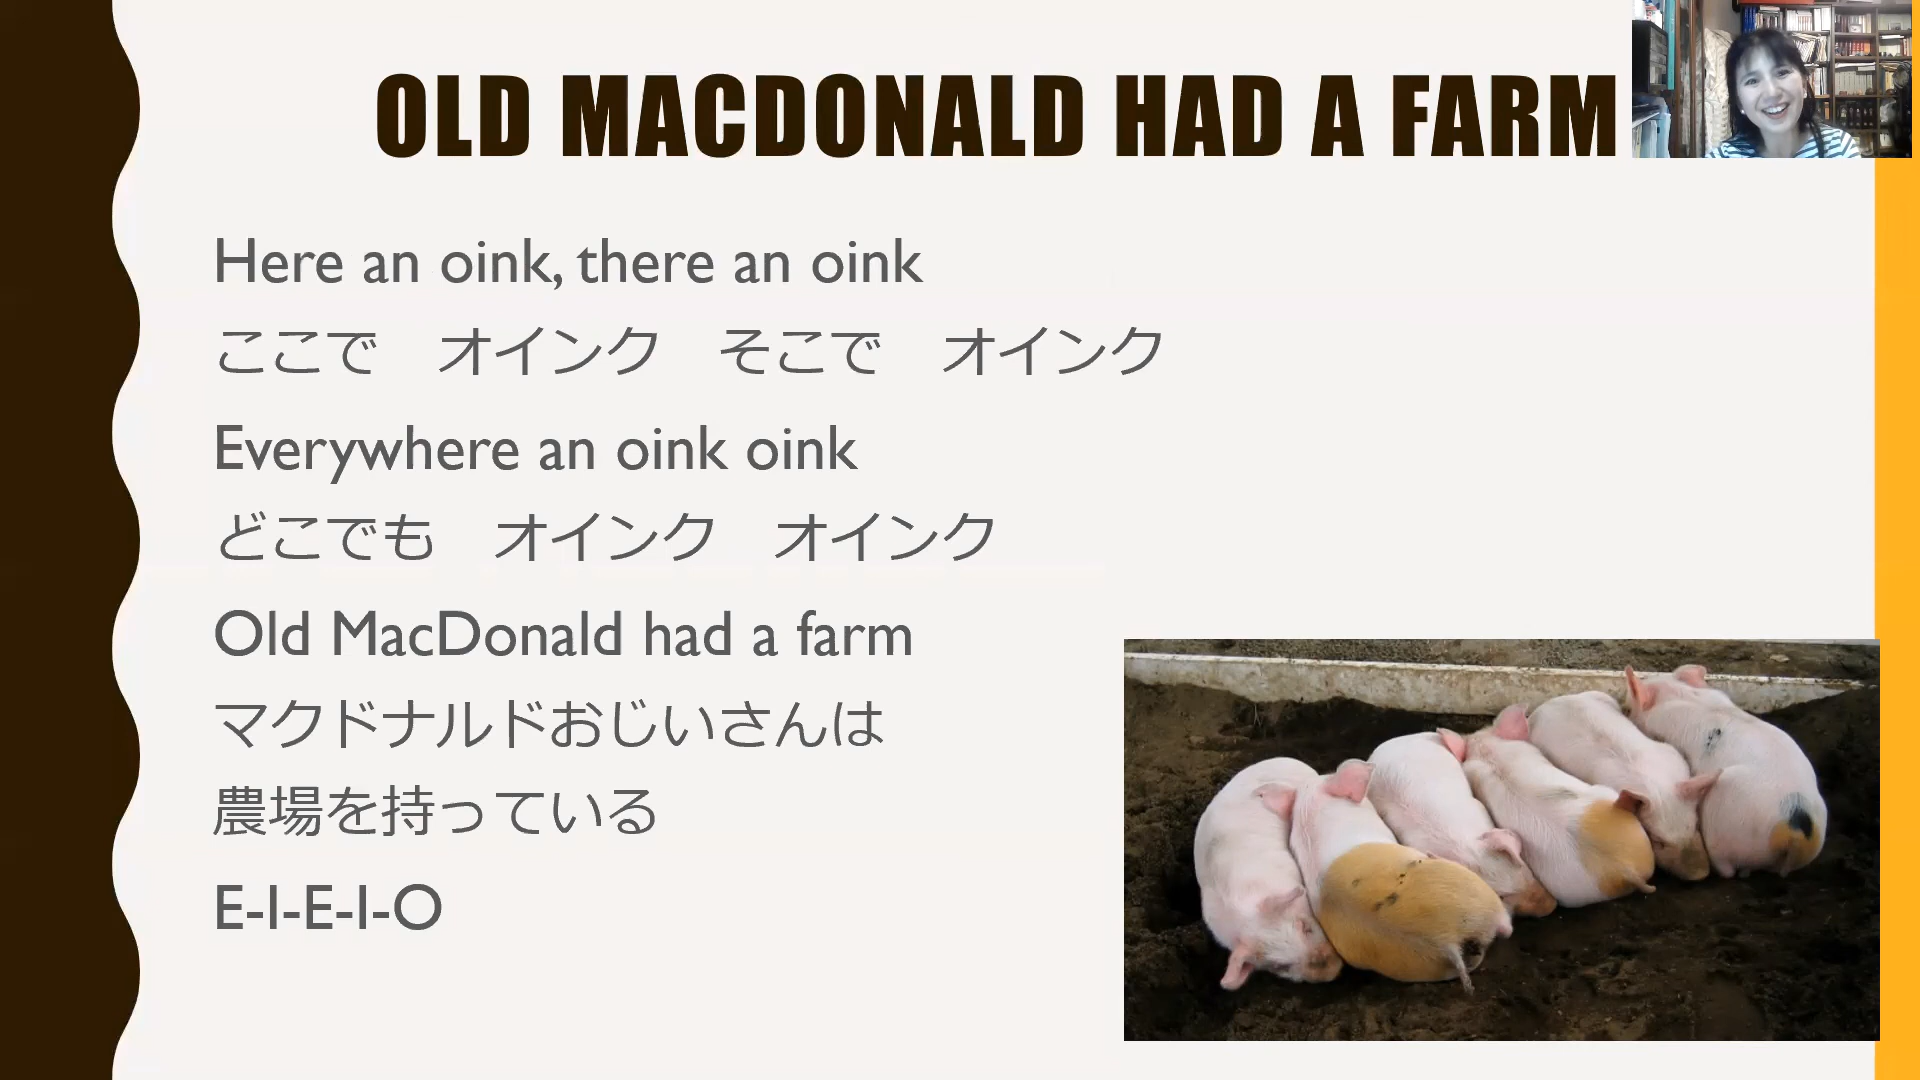 OLD MACDONALD HAD A FARM
Here an oink, there an oink
ここで　オインク　そこで　オインク
Everywhere an oink oink
どこでも　オインク　オインク
Old MacDonald had a farm
マクドナルドおじいさんは
農場を持っている
E-I-E-I-O